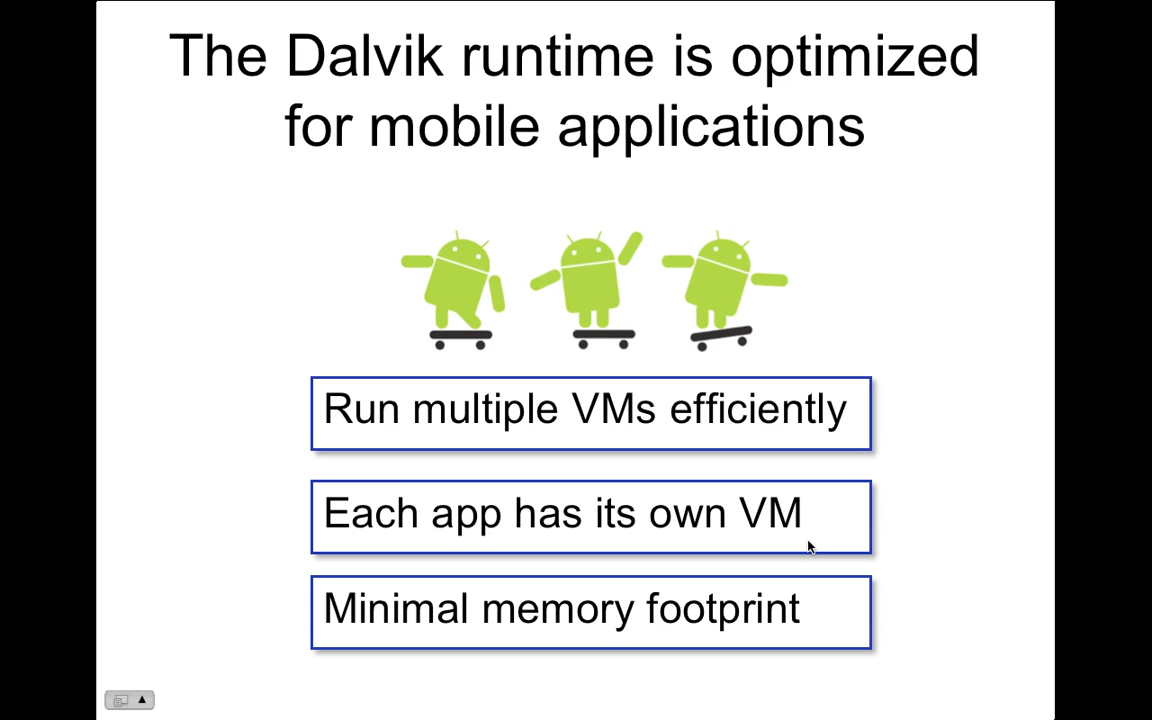 The Dalvik runtime is optimized
for mobile applications
Run multiple VMs efficiently
Each app has its own VM
Minimal memory footprint